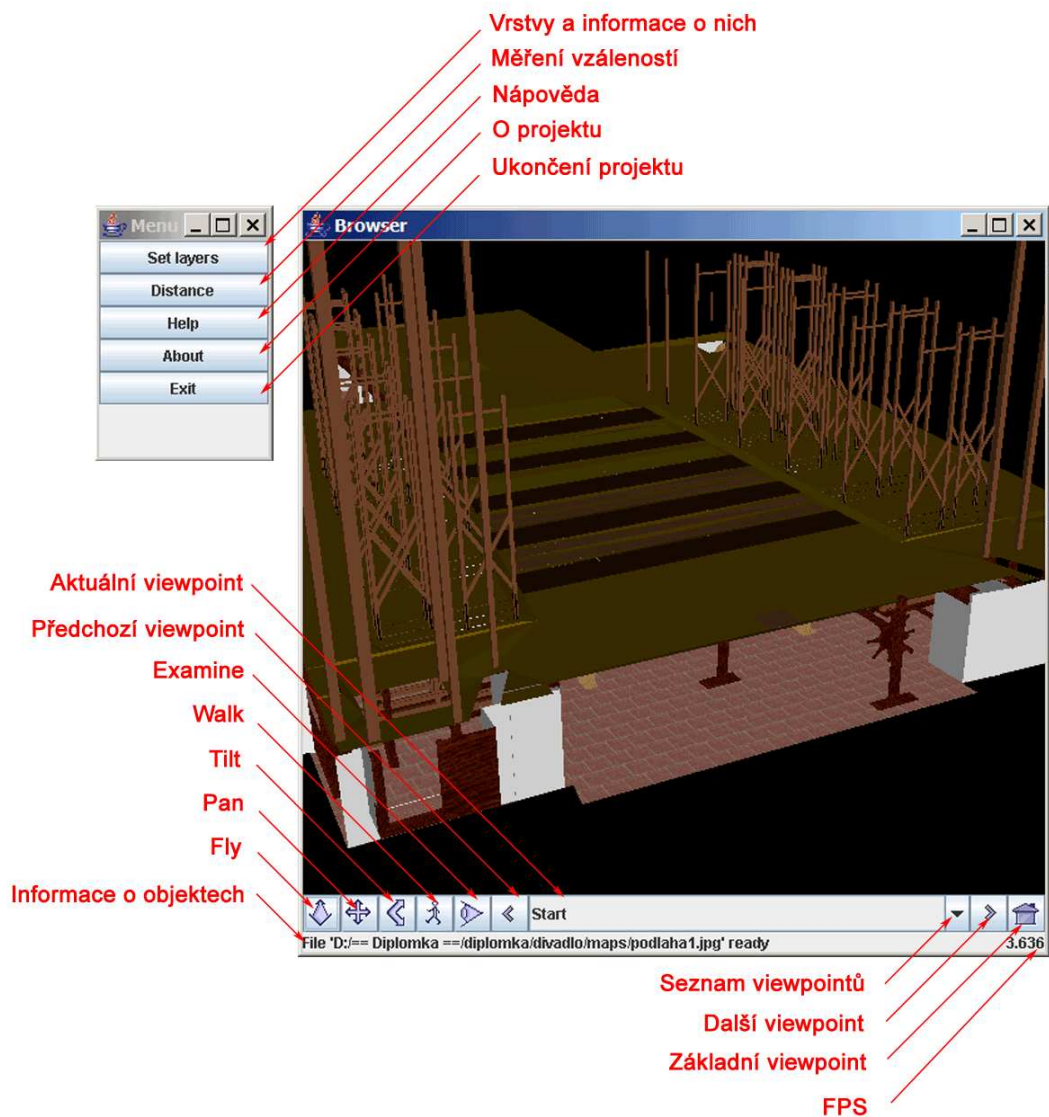 Vrstvy a informace o nich
Měření vzáleností
Nápověda
O projektu
Ukončení projektu
Menu
Set layers
Distance
Help
About
Exit
Browser
Aktuální viewpoint
Předchozí viewpoint
Examine
Walk
Tilt
Pan
Fly
Informace o objektech
Start
File 'D:/== Diplomka ==/diplomka/divadlo/maps/podlaha1.jpg' ready
3.636
Seznam viewpointů
Další viewpoint
Základní viewpoint
FPS